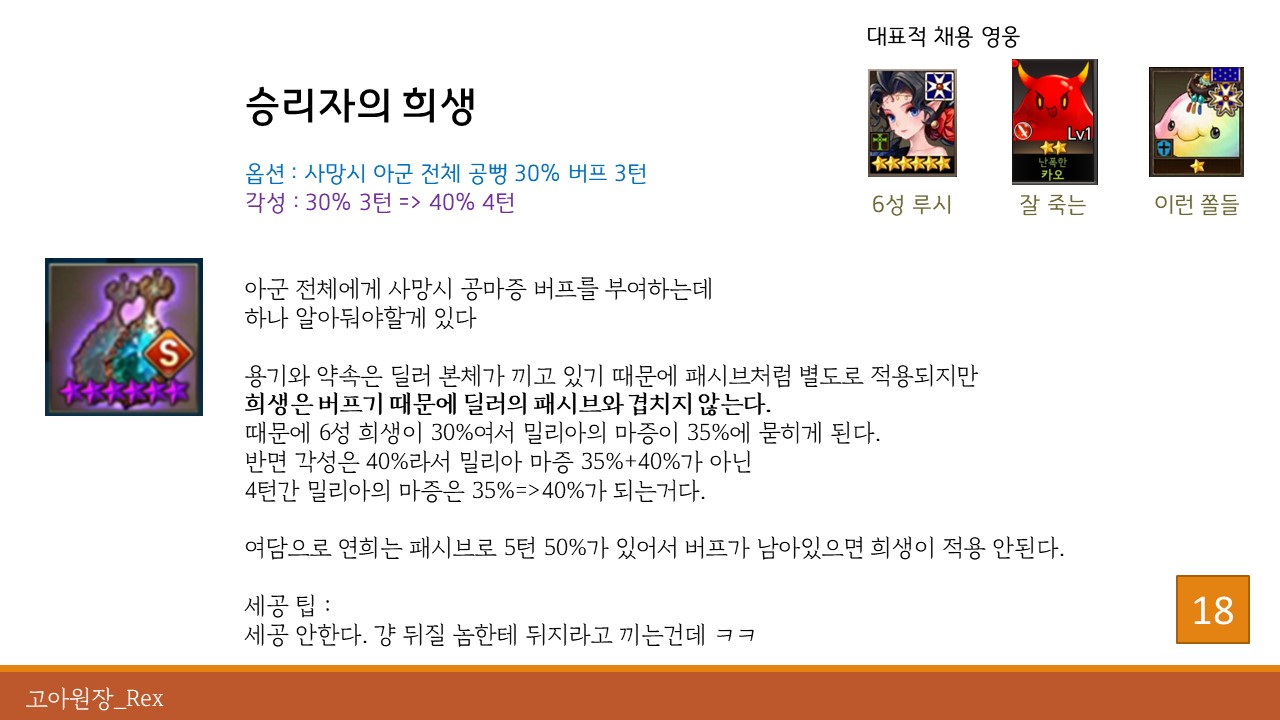 대표적 채용 영웅
승리자의 희생
Lv1
난폭한
카오
옵션 : 사망시 아군 전체 공뻥 30% 버프 3턴
각성 : 30% 3턴 => 40% 4턴
6성 루시
잘 죽는
이런 쫄들
S
아군 전체에게 사망시 공마증 버프를 부여하는데
하나 알아둬야할게 있다
용기와 약속은 딜러 본체가 끼고 있기 때문에 패시브처럼 별도로 적용되지만
희생은 버프기 때문에 딜러의 패시브와 겹치지 않는다.
때문에 6성 희생이 30%여서 밀리아의 마증이 35%에 묻히게 된다.
반면 각성은 40%라서 밀리아 마증 35%+40%가 아닌
4턴간 밀리아의 마증은 35%=>40%가 되는거다.
여담으로 연희는 패시브로 5턴 50%가 있어서 버프가 남아있으면 희생이 적용 안된다.
세공 팁 :
세공 안한다. 걍 뒤질 놈한테 뒤지라고 끼는건데 ㅋㅋ
18
고아원장_Rex